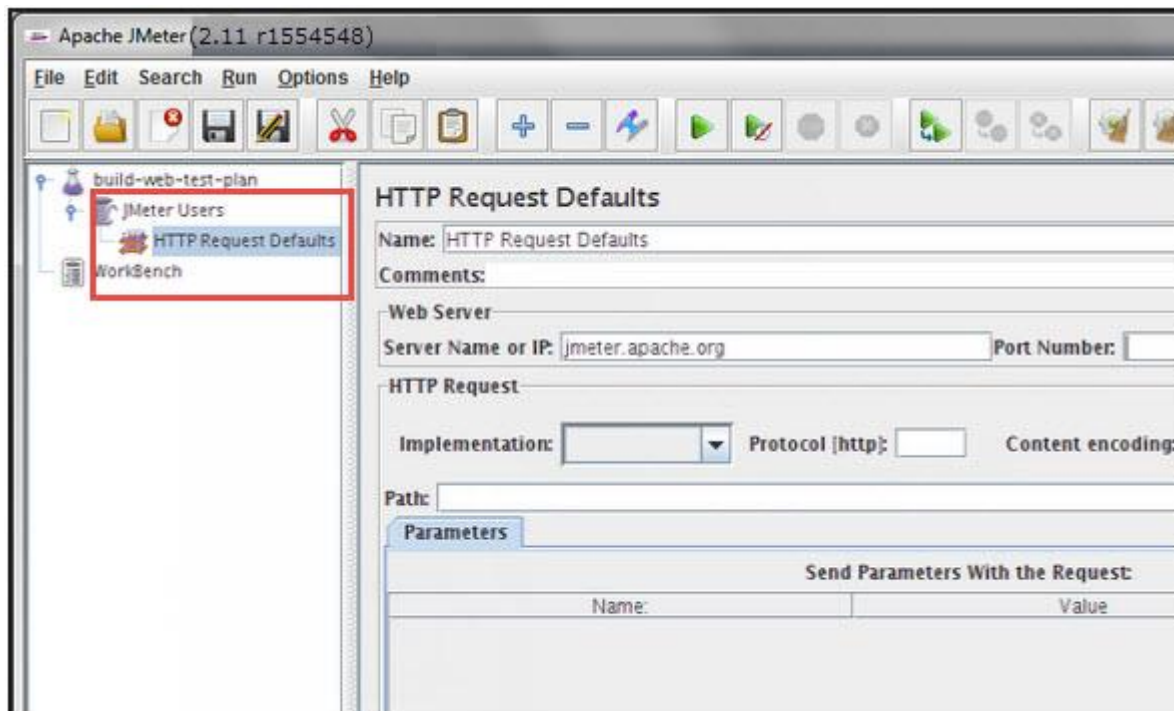 Apache JMeter (2.11 r1554548)
File Edit Search Run Options Help
build-web-test-plan
JMeter Users
HTTP Request Defaults
WorkBench
HTTP Request Defaults
Name: HTTP Request Defaults
Comments:
Web Server
Server Name or IP: jmeter.apache.org Port Number:
HTTP Request
Implementation: Protocol [http]: Content encoding:
Path:
Parameters
Send Parameters With the Request:
Name: Value